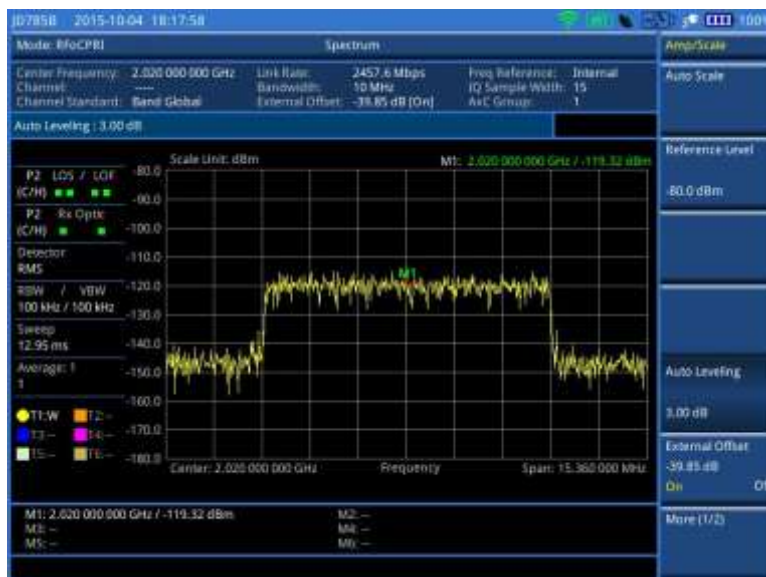 JD785B 2015-10-04 18:17:58 100%
Mode: RFoCPRI Spectrum Amp/Scale
Center Frequency: 2.020 000 000 GHz Link Rate: 2457.6 Mbps Freq Reference: Internal
Channel: ---- Bandwidth: 10 MHz IQ Sample Width: 15
Channel Standard: Band Global External Offset: -39.85 dB [On] AxC Group: 1
Auto Scale
Auto Leveling : 3.00 dB
Scale Unit: dBm M1: 2.020 000 000 GHz / -119.32 dBm
Reference Level
-80.0 dBm
P2 LOS / LOF
(C/H)
P2 Rx Optic
(C/H)
Detector
RMS
RBW / VBW
100 kHz / 100 kHz
Sweep
12.95 ms
Average: 1
1
T1:W T2:--
T3:-- T4:--
T5:-- T6:--
-80.0
-90.0
-100.0
-110.0
-120.0
-130.0
-140.0
-150.0
-160.0
-170.0
-180.0
M1
Center: 2.020 000 000 GHz Frequency Span: 15.360 000 MHz
Auto Leveling
3.00 dB
External Offset
-39.85 dB
On
M1: 2.020 000 000 GHz / -119.32 dBm M2: --
M3: -- M4: --
M5: -- M6: --
More (1/2)